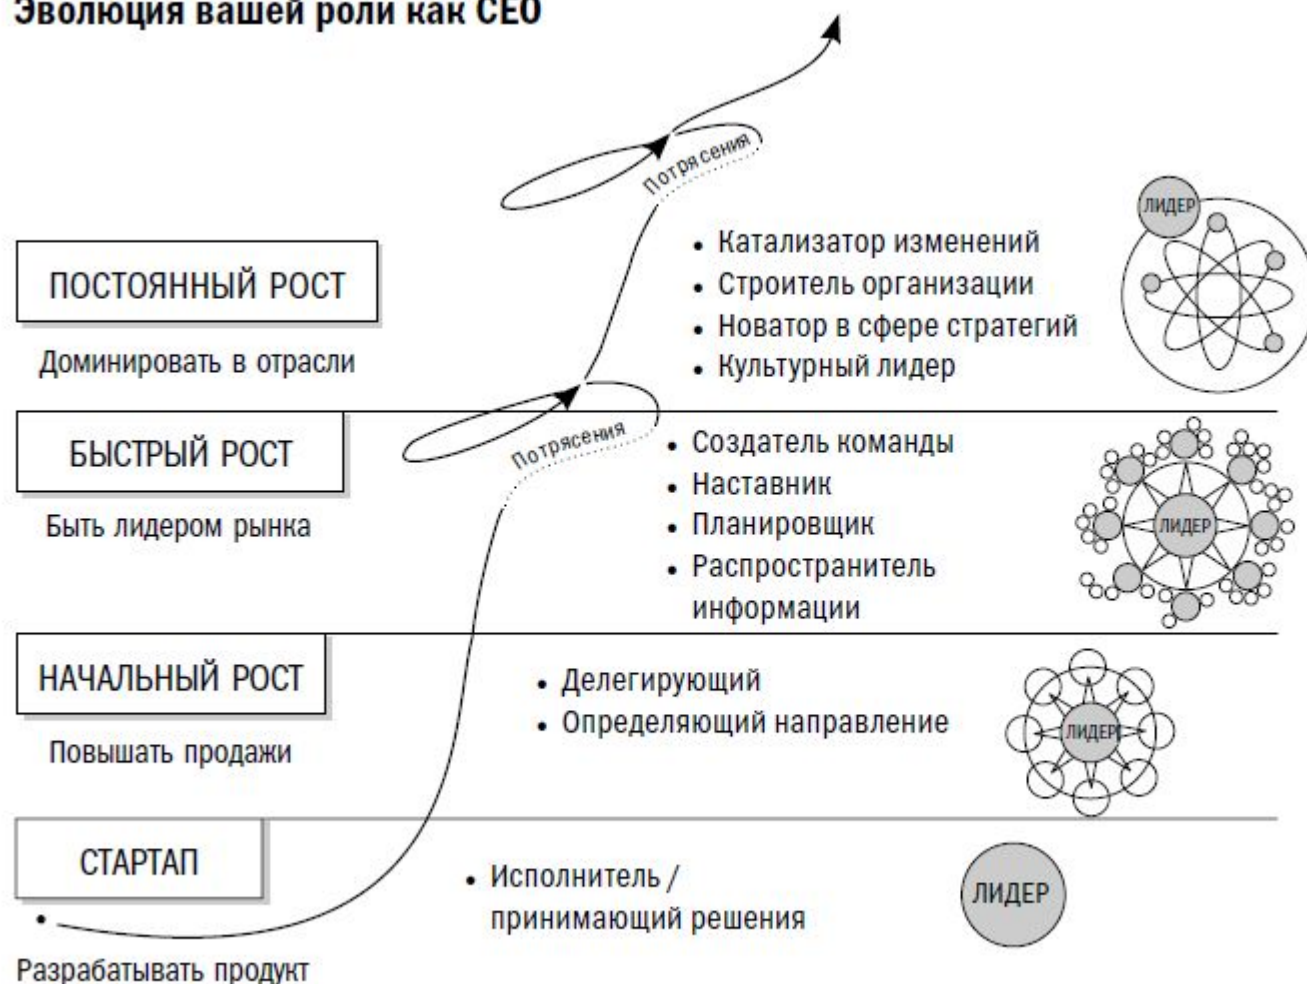 Эволюция вашей роли как CEO
Потрясения
ПОСТОЯННЫЙ РОСТ
Доминировать в отрасли
• Катализатор изменений
• Строитель организации
• Новатор в сфере стратегий
• Культурный лидер
ЛИДЕР
БЫСТРЫЙ РОСТ
Быть лидером рынка
Потрясения
• Создатель команды
• Наставник
• Планировщик
• Распространитель
информации
ЛИДЕР
НАЧАЛЬНЫЙ РОСТ
Повышать продажи
• Делегирующий
• Определяющий направление
ЛИДЕР
СТАРТАП
Разрабатывать продукт
• Исполнитель /
принимающий решения
ЛИДЕР